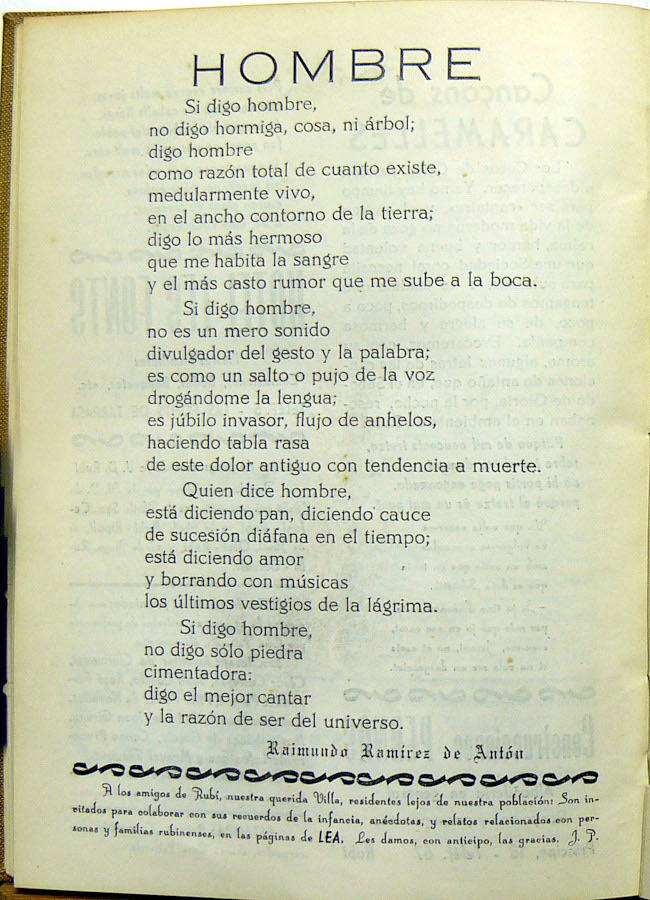 HOMBRE
Si digo hombre,
no digo hormiga, cosa, ni árbol;
digo hombre
como razón total de cuanto existe,
medularmente vivo,
en el ancho contorno de la tierra;
digo lo más hermoso
que me habita la sangre
y el más casto rumor que me sube a la boca.
Si digo hombre,
no es un mero sonido
divulgador del gesto y la palabra;
es como un salto o pujo de la voz
drogándome la lengua;
es júbilo invasor, flujo de anhelos,
haciendo tabla rasa
de este dolor antiguo con tendencia a muerte.
Quien dice hombre,
está diciendo pan, diciendo cauce
de sucesión diáfana en el tiempo;
está diciendo amor
y borrando con músicas
los últimos vestigios de la lágrima.
Si digo hombre,
no digo sólo piedra
cimentadora:
digo el mejor cantar
y la razón de ser del universo.
Raimundo Ramírez de Antón
A los amigos de Rubí, nuestra querida Villa, residentes lejos de nuestra población: Son in-
vitados para colaborar con sus recuerdos de la infancia, anécdotas, y relatos relacionados con per-
sonas y familias rubinenses, en las páginas de LEA. Les damos, con anticipo, las gracias. J. P.